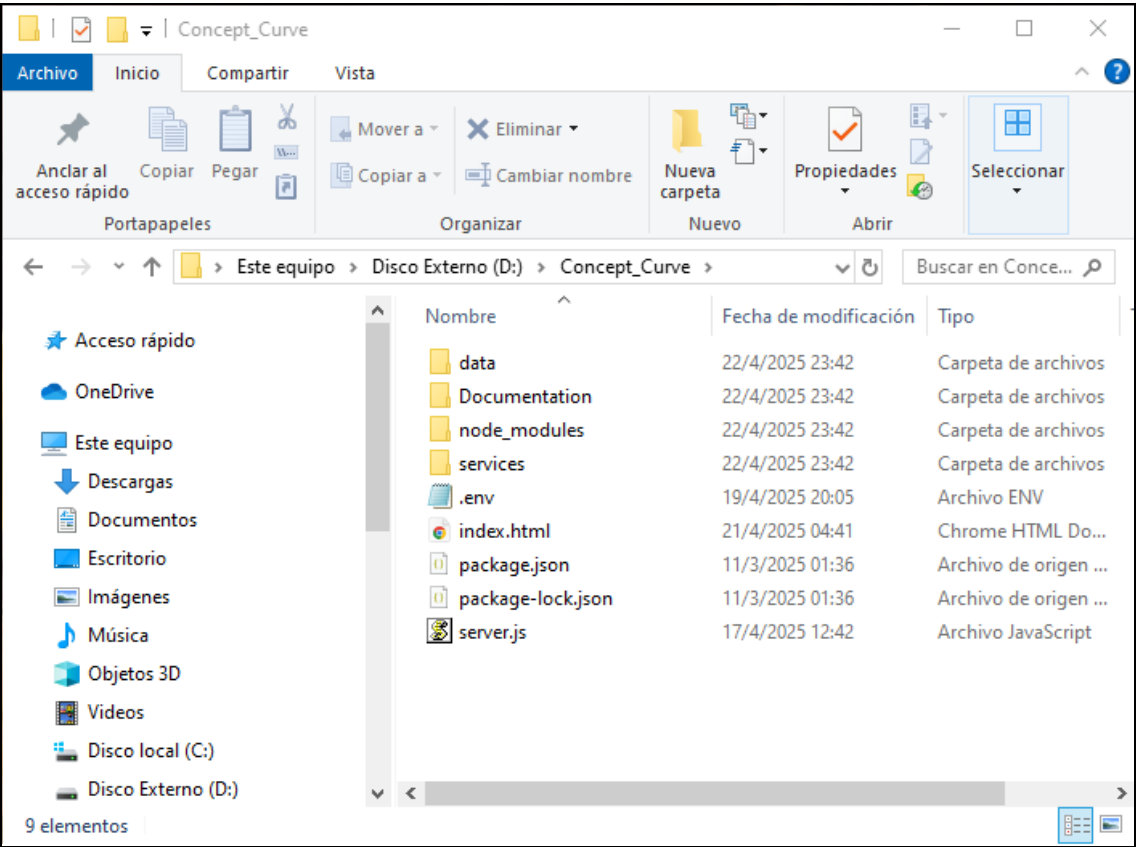 Concept_Curve
Archivo Inicio Compartir Vista
Anclar al acceso rápido
Copiar
Pegar
Mover a
Copiar a
Eliminar
Cambiar nombre
Nueva carpeta
Propiedades
Seleccionar
Portapapeles Organizar Nuevo Abrir
Este equipo > Disco Externo (D:) > Concept_Curve >
Buscar en Conce...
Acceso rápido
OneDrive
Este equipo
Descargas
Documentos
Escritorio
Imágenes
Música
Objetos 3D
Videos
Disco local (C:)
Disco Externo (D:)
Nombre Fecha de modificación Tipo
data 22/4/2025 23:42 Carpeta de archivos
Documentation 22/4/2025 23:42 Carpeta de archivos
node_modules 22/4/2025 23:42 Carpeta de archivos
services 22/4/2025 23:42 Carpeta de archivos
.env 19/4/2025 20:05 Archivo ENV
index.html 21/4/2025 04:41 Chrome HTML Do...
package.json 11/3/2025 01:36 Archivo de origen ...
package-lock.json 11/3/2025 01:36 Archivo de origen ...
server.js 17/4/2025 12:42 Archivo JavaScript
9 elementos